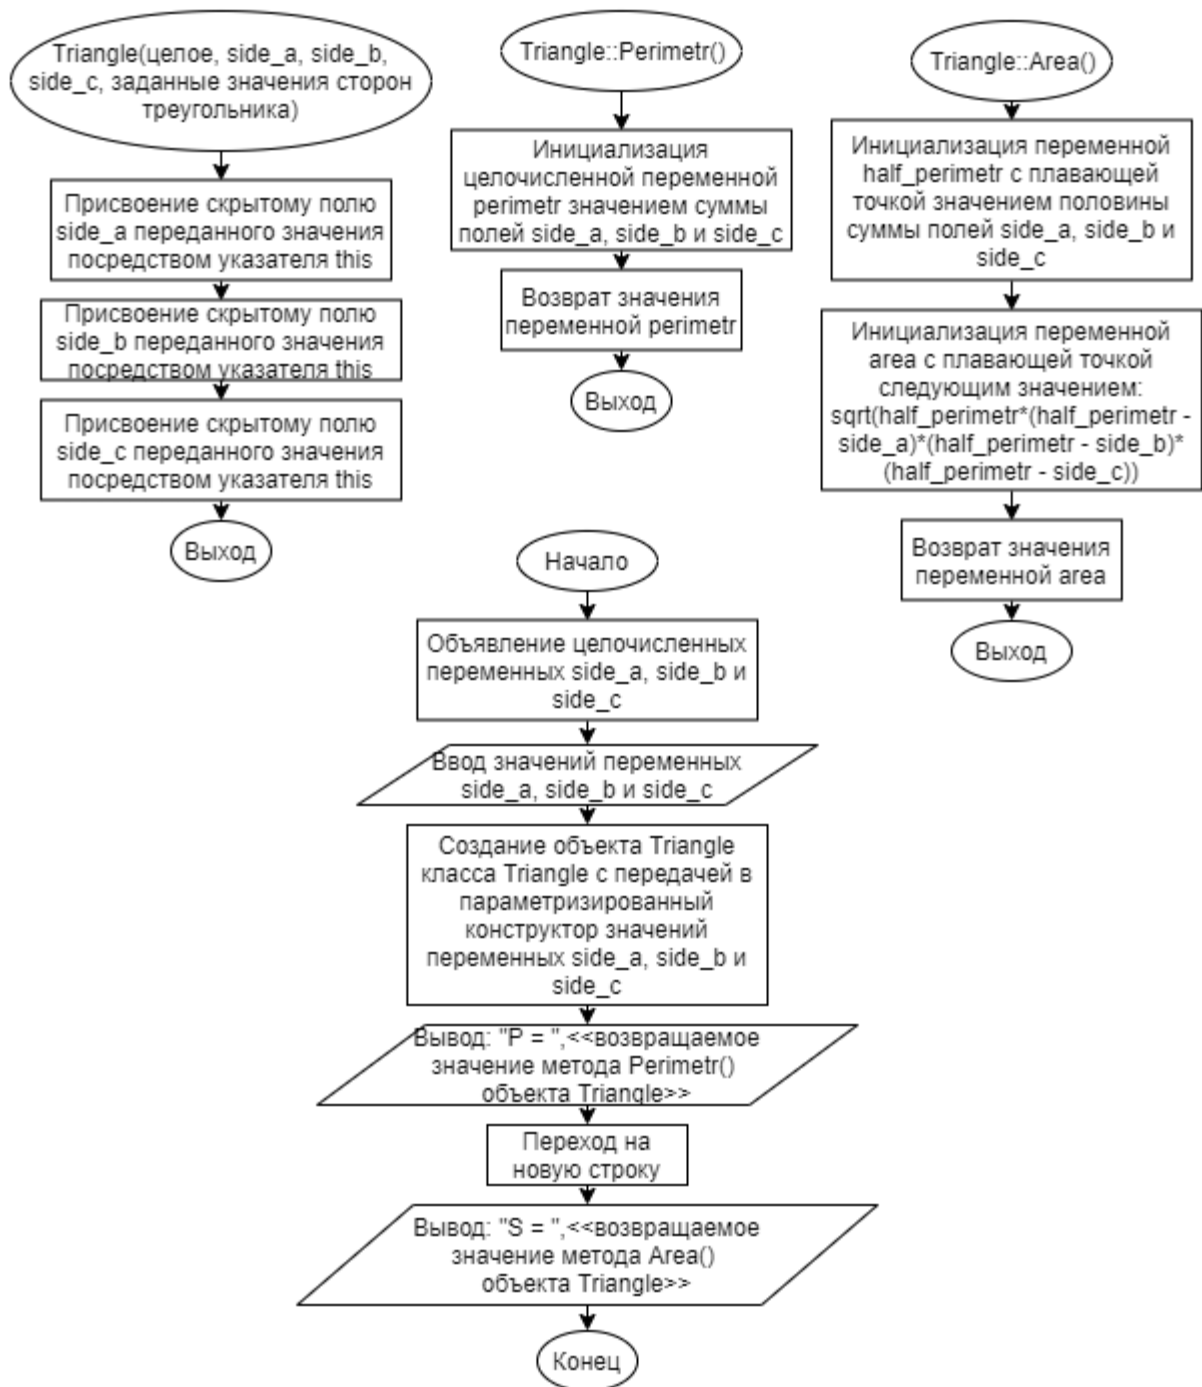 Triangle(целое, side_a, side_b,
side_c, заданные значения сторон
треугольника)
Присвоение скрытому полю
side_a переданного значения
посредством указателя this
Присвоение скрытому полю
side_b переданного значения
посредством указателя this
Присвоение скрытому полю
side_c переданного значения
посредством указателя this
Выход
Triangle::Perimetr()
Инициализация
целочисленной переменной
perimetr значением суммы
полей side_a, side_b и side_c
Возврат значения
переменной perimetr
Выход
Triangle::Area()
Инициализация переменной
half_perimetr с плавающей
точкой значением половины
суммы полей side_a, side_b и
side_c
Инициализация переменной
area с плавающей точкой
следующим значением:
sqrt(half_perimetr*(half_perimetr -
side_a)*(half_perimetr - side_b)*
(half_perimetr - side_c))
Возврат значения
переменной area
Выход
Начало
Объявление целочисленных
переменных side_a, side_b и
side_c
Ввод значений переменных
side_a, side_b и side_c
Создание объекта Triangle
класса Triangle с передачей в
параметризированный
конструктор значений
переменных side_a, side_b и
side_c
Вывод: "P = ",<<возвращаемое
значение метода Perimetr()
объекта Triangle>>
Переход на
новую строку
Вывод: "S = ",<<возвращаемое
значение метода Area()
объекта Triangle>>
Конец